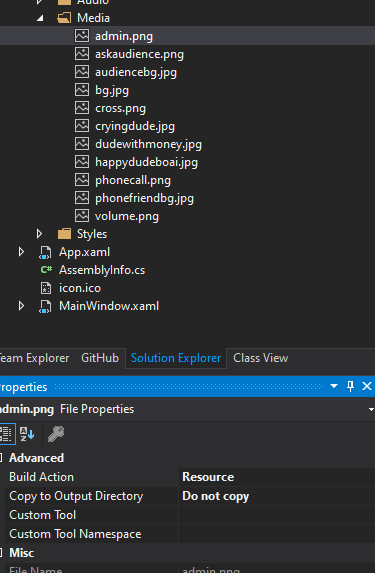 Audio
Media
admin.png
askaudience.png
audiencebg.jpg
bg.jpg
cross.png
cryingdude.jpg
dudewithmoney.jpg
happydudeboai.jpg
phonecall.png
phonefriendbg.jpg
volume.png
Styles
App.xaml
C# AssemblyInfo.cs
icon.ico
MainWindow.xaml
Team Explorer GitHub Solution Explorer Class View
Properties
admin.png File Properties
Advanced
Build Action Resource
Copy to Output Directory Do not copy
Custom Tool
Custom Tool Namespace
Misc
File Name admin.png